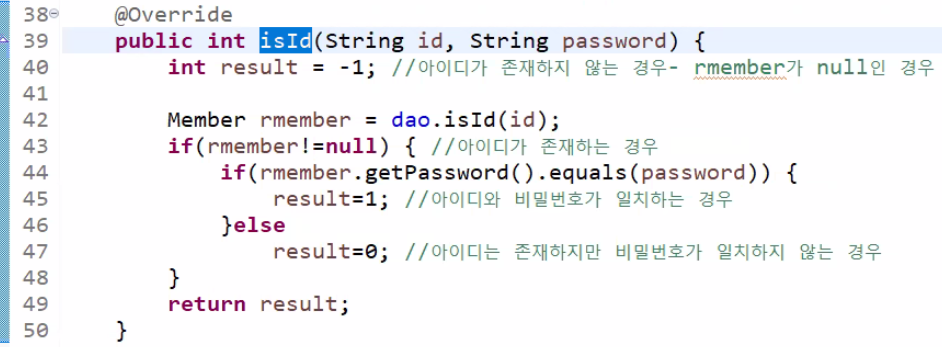 38 @Override
39 public int isId(String id, String password) {
40 int result = -1; //아이디가 존재하지 않는 경우- rmember가 null인 경우
41
42 Member rmember = dao.isId(id);
43 if(rmember!=null) { //아이디가 존재하는 경우
44 if(rmember.getPassword().equals(password)) {
45 result=1; //아이디와 비밀번호가 일치하는 경우
46 }else
47 result=0; //아이디는 존재하지만 비밀번호가 일치하지 않는 경우
48 }
49 return result;
50 }